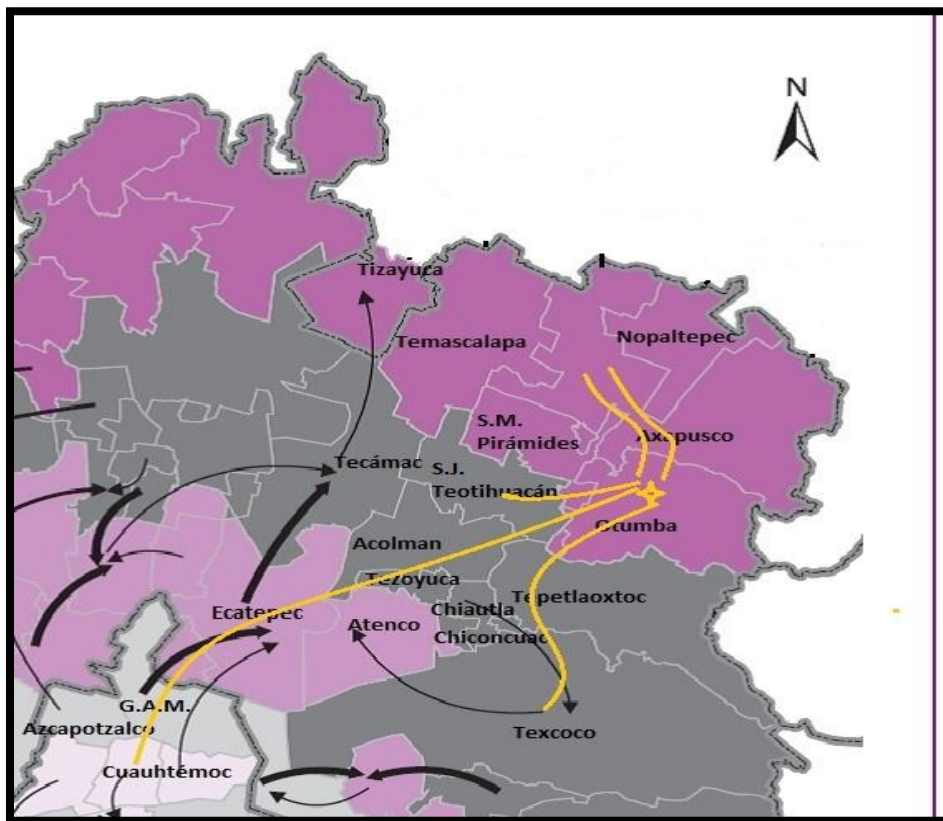 N
Tizayuca
Temascalapa
Nopaltepec
S.M.
Pirámides
Axapusco
Tecámac
S.J.
Teotihuacán
Otumba
Acolman
Tezoyuca
Tepetlaoxtoc
Ecatepec
Chiautla
Atenco
Chiconcuac
G.A.M.
Azcapotzalco
Texcoco
Cuauhtémoc